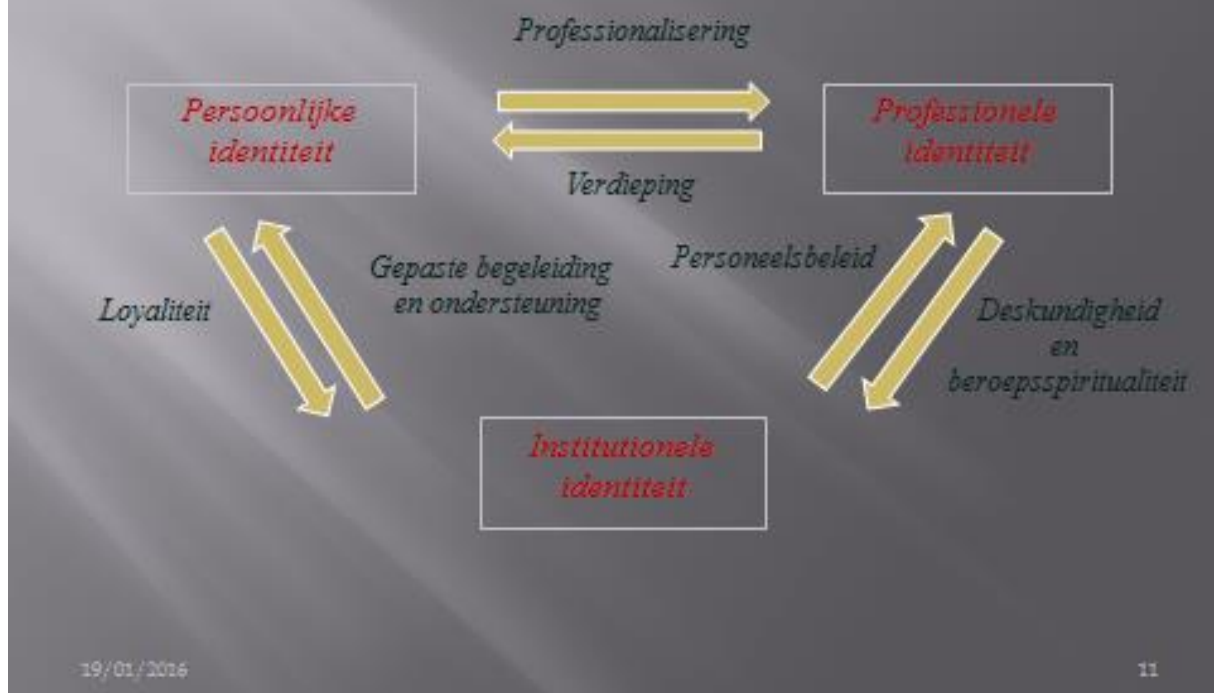 Professionalisering
Persoonlijke
identiteit
Professionele
identiteit
Verdieping
Loyaliteit
Gepaste begeleiding
en ondersteuning
Personeelsbeleid
Deskundigheid
en
beroepsspiritualiteit
Institutionele
identiteit
19/01/2016
11